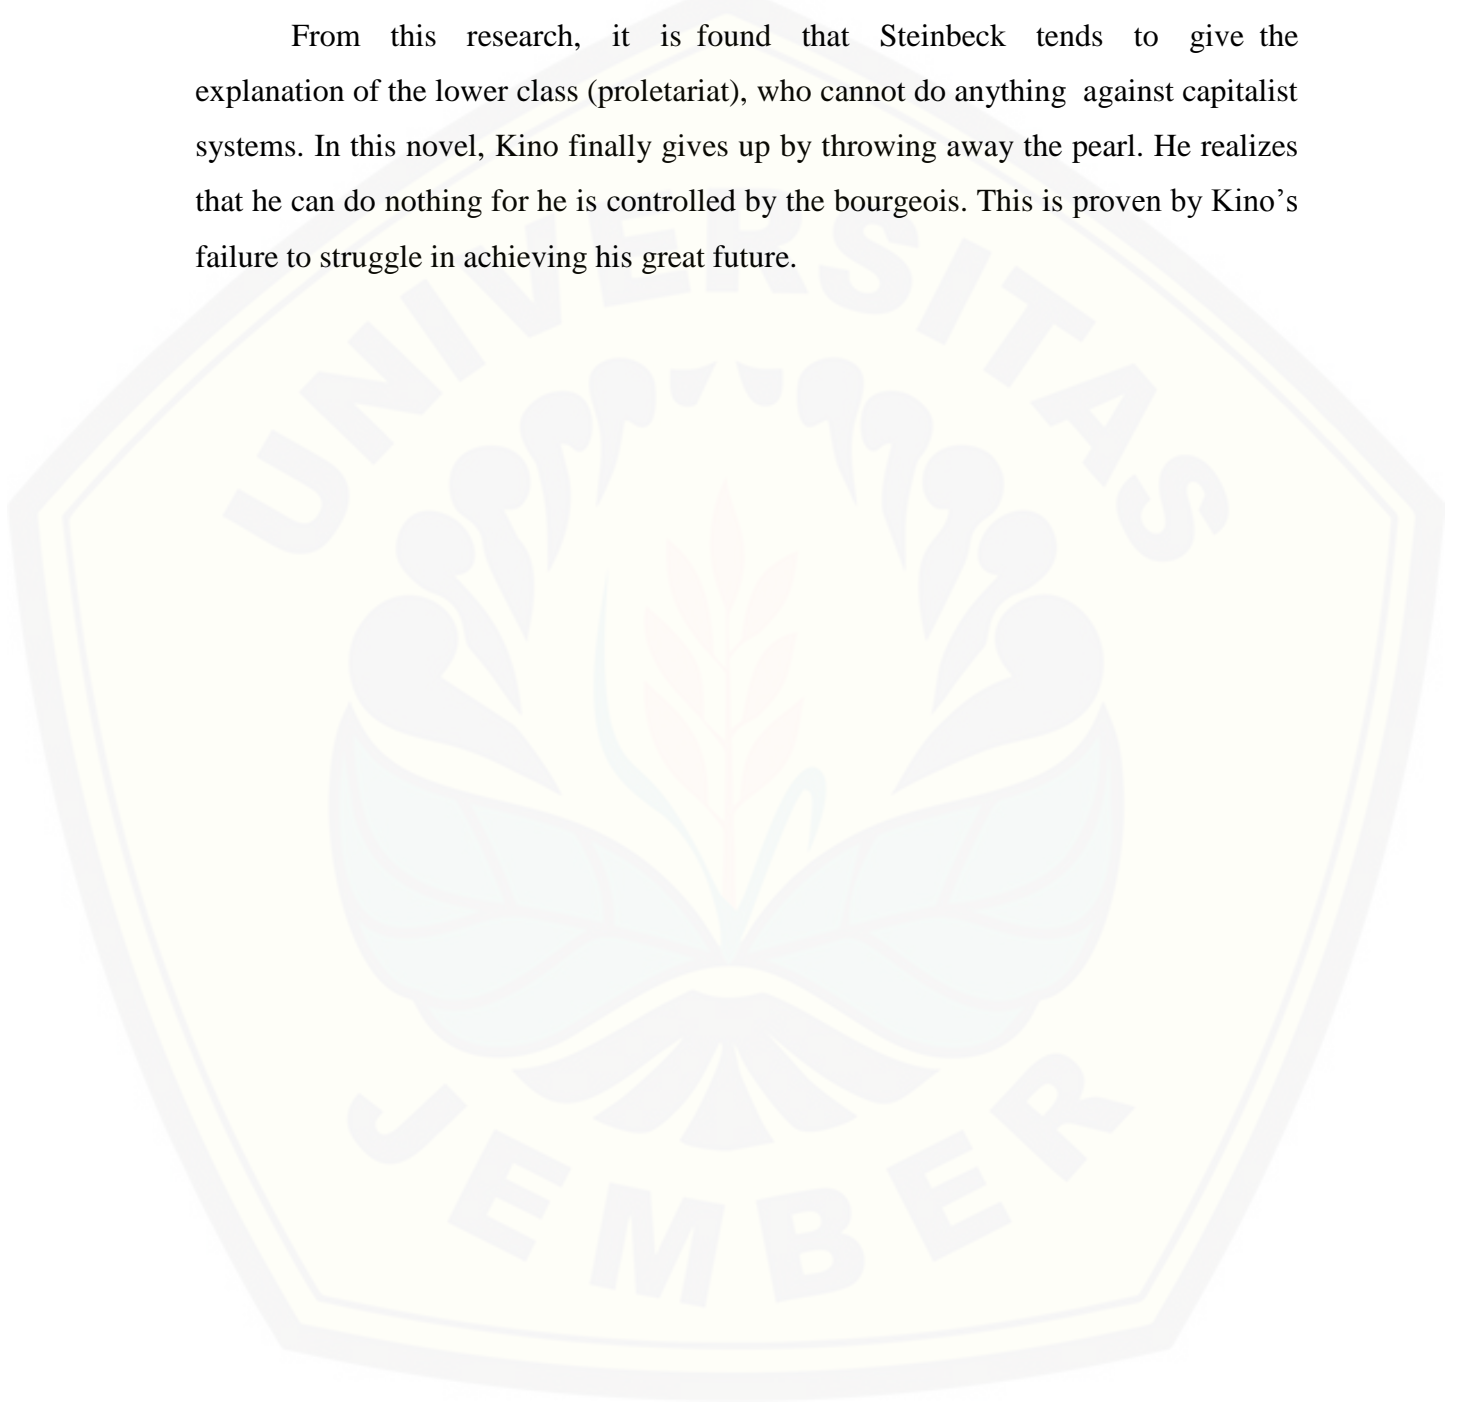 From this research, it is found that Steinbeck tends to give the
explanation of the lower class (proletariat), who cannot do anything against capitalist
systems. In this novel, Kino finally gives up by throwing away the pearl. He realizes
that he can do nothing for he is controlled by the bourgeois. This is proven by Kino’s
failure to struggle in achieving his great future.
UNIVERSITAS
JEMBER